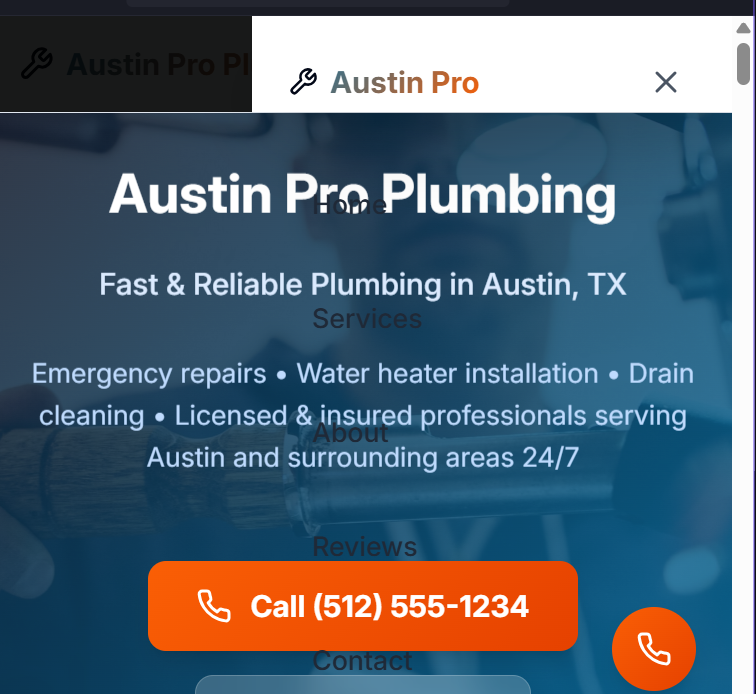 Austin Pro Pl
Austin Pro
Austin Pro Plumbing
Home
Fast & Reliable Plumbing in Austin, TX
Services
Emergency repairs • Water heater installation • Drain
cleaning • Licensed & insured professionals serving
About
Austin and surrounding areas 24/7
Reviews
Call (512) 555-1234
Contact